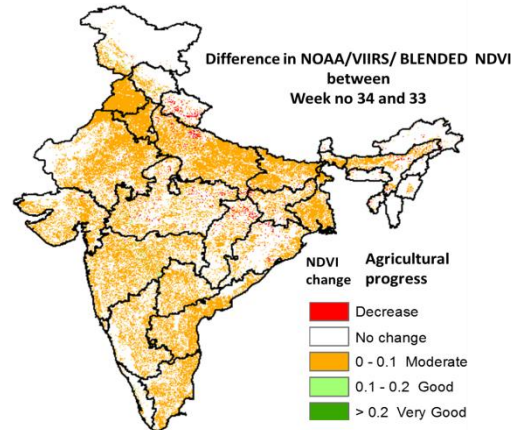 Difference in NOAA/VIIRS/ BLENDED NDVI
between
Week no 34 and 33
NDVI change Agricultural progress
Decrease
No change
0 - 0.1 Moderate
0.1 - 0.2 Good
> 0.2 Very Good